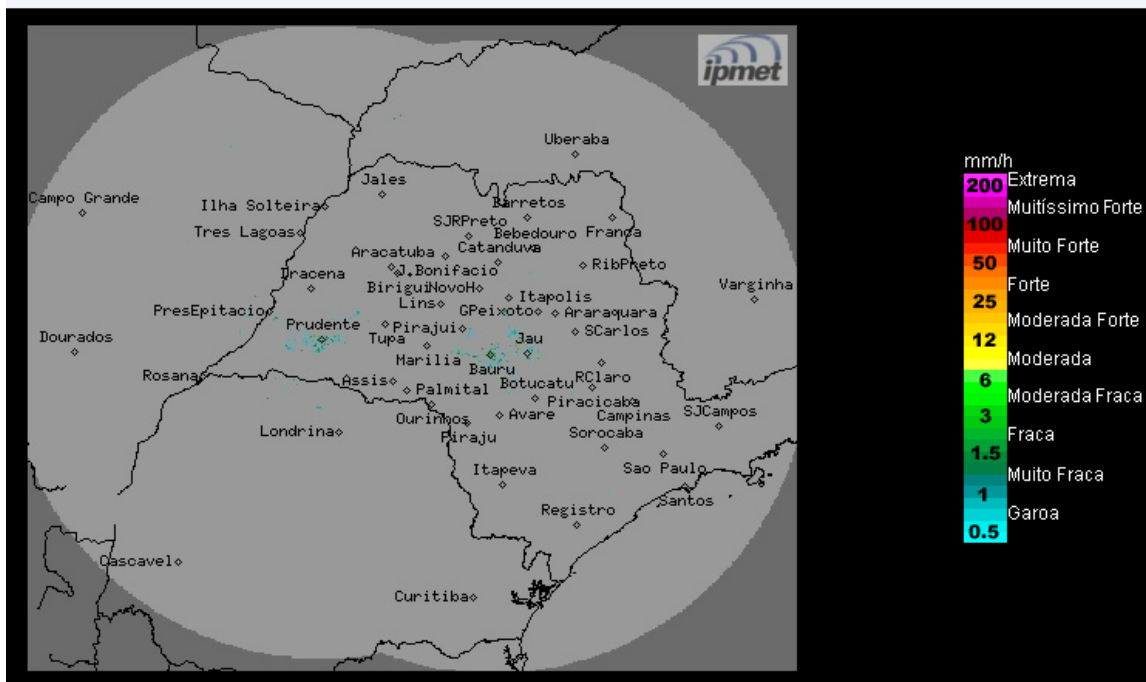 ipmet
Uberaba
Jales
Campo Grande
Ilha Solteira
Barretos
SJRPreto
Tres Lagoas
Bebedouro
Franca
Aracatuba
Catanduva
Dracena
J.Bonifacio
RibPreto
Birigui
NovoH
Varginha
Lins
Itapolis
PresEpitacio
GPeixoto
Araraquara
Prudente
Pirajui
SCarlos
Dourados
Tupa
Jau
Marilia
Bauru
Rosana
Assis
Botucatu
RClaro
Palmital
Piracicaba
Ourinhos
Avare
Campinas
SJCampos
Londrina
Piraju
Sorocaba
Itapeva
Sao Paulo
Santos
Registro
Cascavel
Curitiba
mm/h
200 Extrema
Muitíssimo Forte
100
Muito Forte
50
Forte
25
Moderada Forte
12
Moderada
6
Moderada Fraca
3
Fraca
1.5
Muito Fraca
1
Garoa
0.5